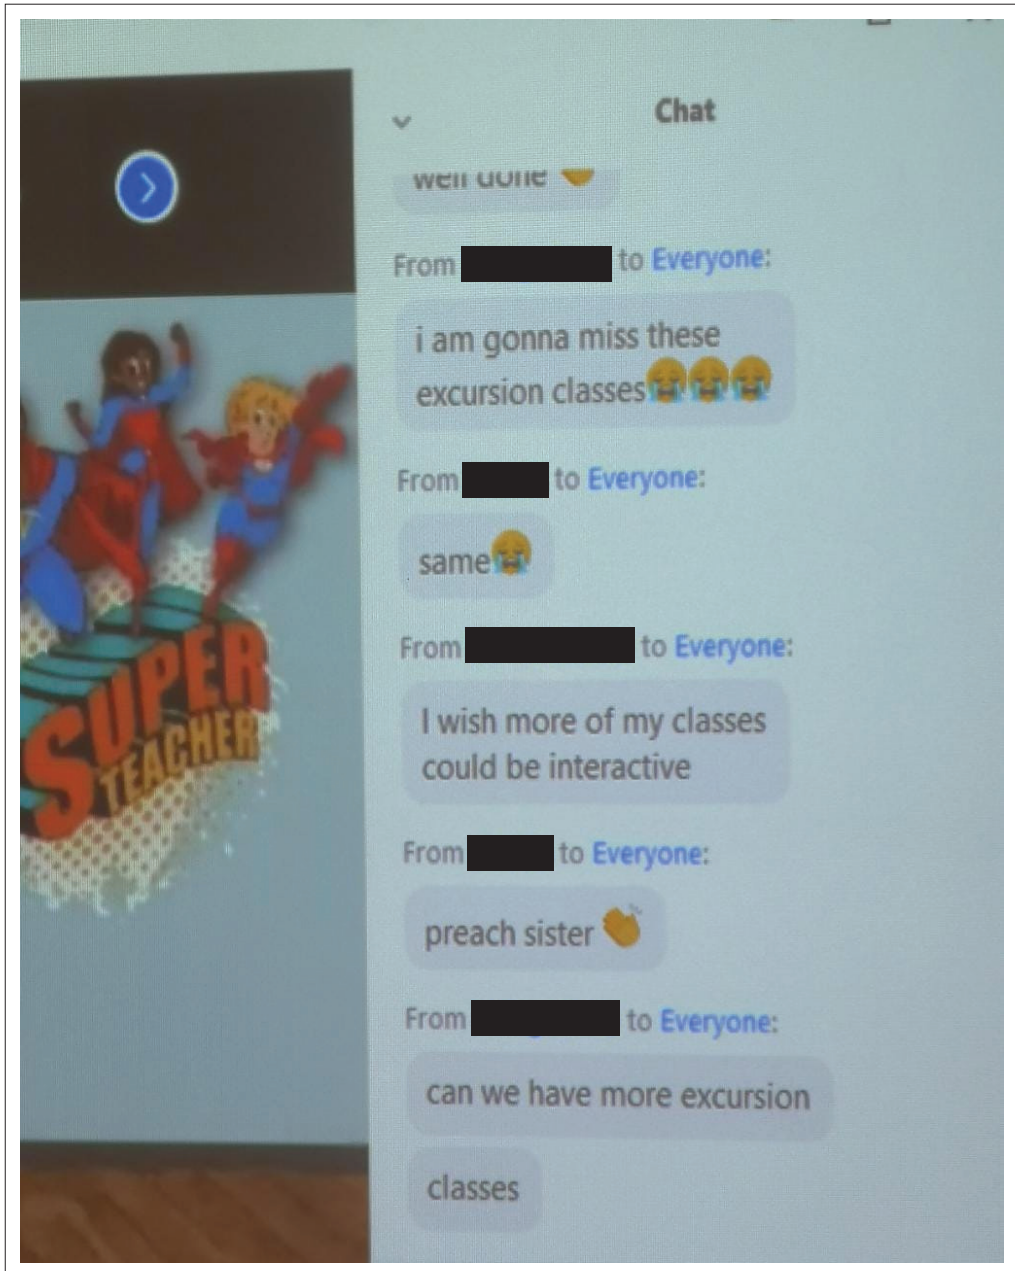 Chat
well done
From to Everyone:
i am gonna miss these
excursion classes😭😭😭
From to Everyone:
same😭
From to Everyone:
I wish more of my classes
could be interactive
From to Everyone:
preach sister 👏
From to Everyone:
can we have more excursion
classes
SUPER
TEACHER